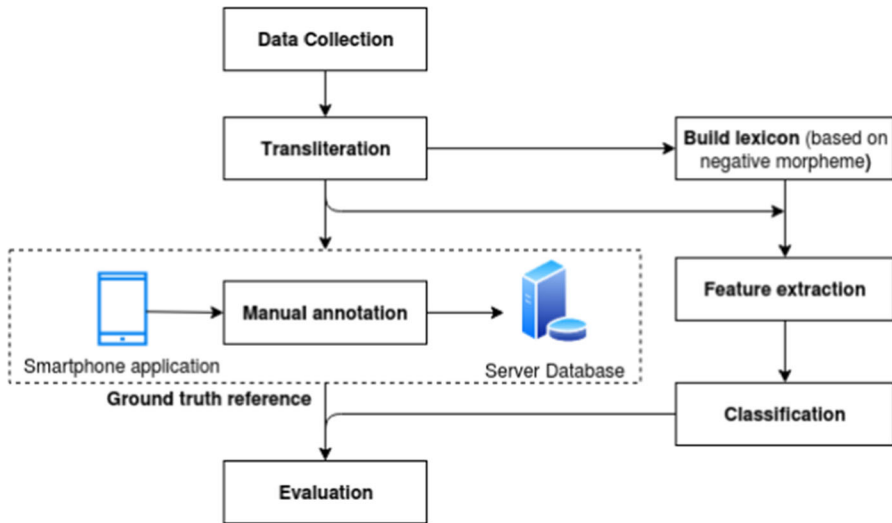 Data Collection
Transliteration
Build lexicon (based on
negative morpheme)
Manual annotation
Feature extraction
Smartphone application
Server Database
Ground truth reference
Classification
Evaluation